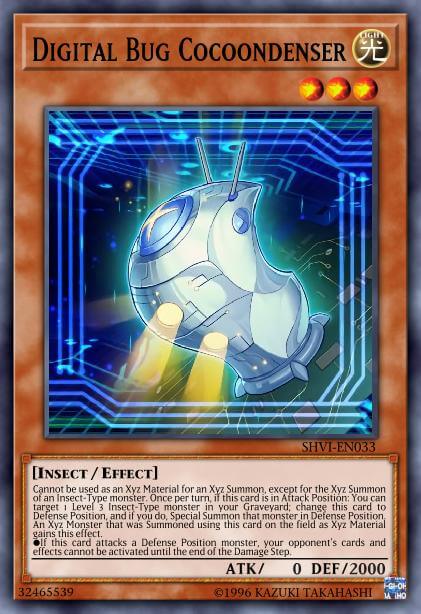 DIGITAL BUG COCOONDENSER
LIGHT
光
SHVI-EN033
[INSECT / EFFECT]
Cannot be used as an Xyz Material for an Xyz Summon, except for the Xyz Summon
of an Insect-Type monster. Once per turn, if this card is in Attack Position: You can
target 1 Level 3 Insect-Type monster in your Graveyard; change this card to
Defense Position, and if you do, Special Summon that monster in Defense Position.
An Xyz Monster that was Summoned using this card on the field as Xyz Material
gains this effect.
●If this card attacks a Defense Position monster, your opponent's cards and
effects cannot be activated until the end of the Damage Step.
ATK/ 0 DEF/2000
32465539
©1996 KAZUKI TAKAHASHI